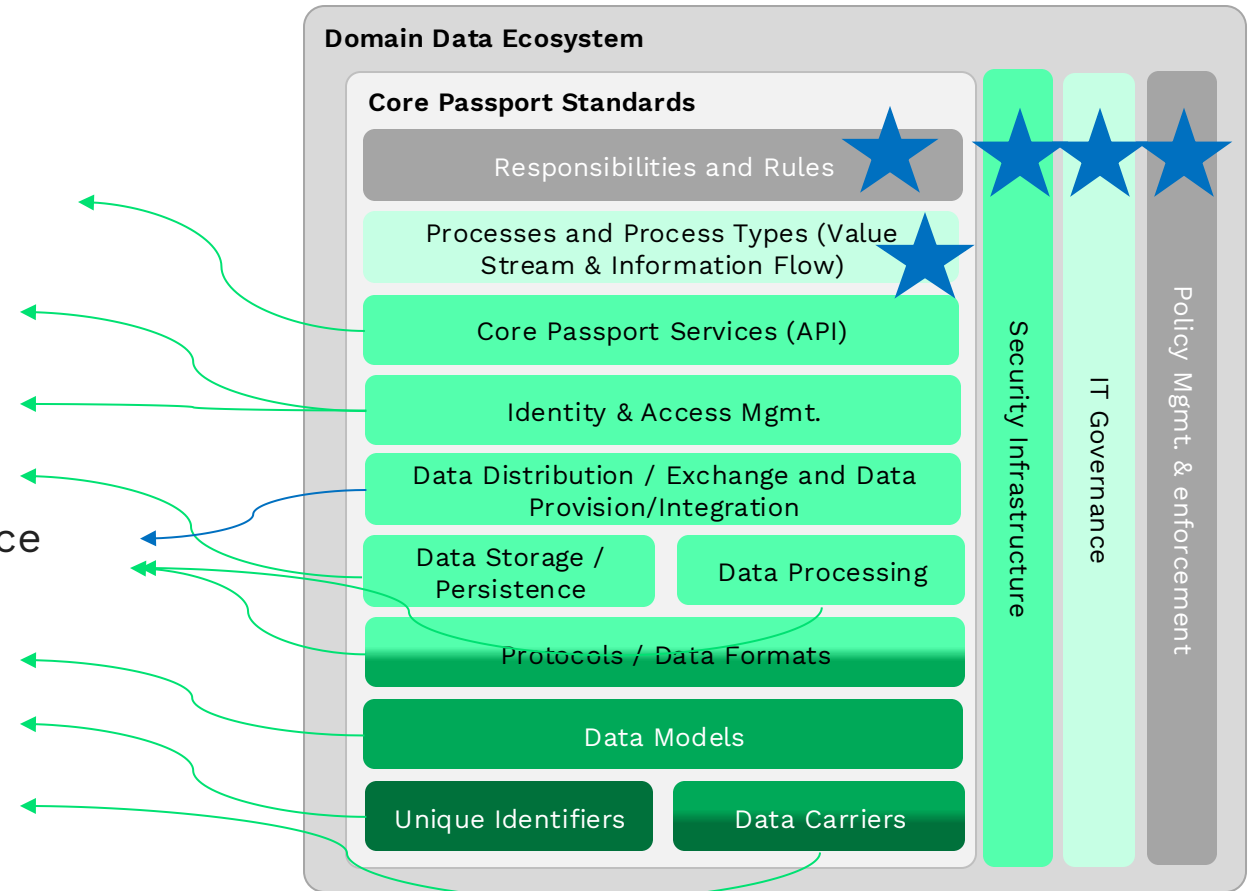 Domain Data Ecosystem
Core Passport Standards
Responsibilities and Rules
Processes and Process Types (Value
Stream & Information Flow)
Core Passport Services (API)
Identity & Access Mgmt.
Data Distribution / Exchange and Data
Provision/Integration
ce
Data Storage /
Persistence
Data Processing
Protocols / Data Formats
Data Models
Unique Identifiers
Data Carriers
Security Infrastructure
IT Governance
Policy Mgmt. & enforcement